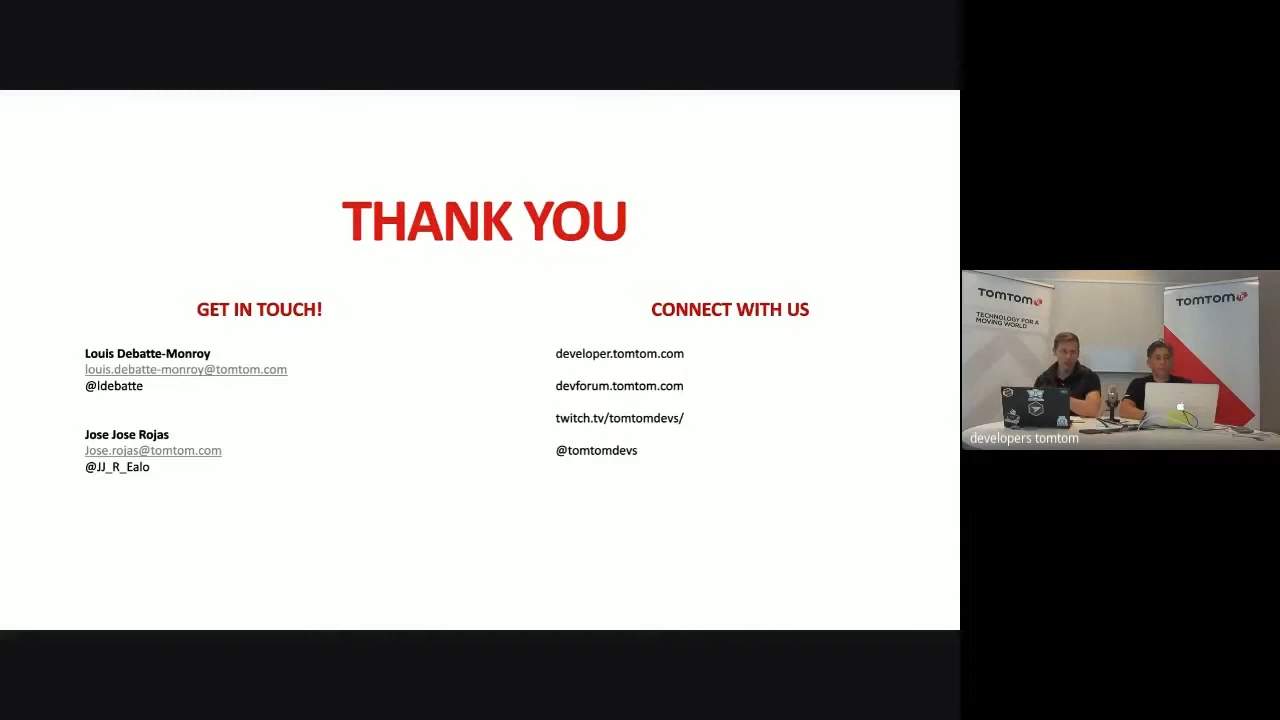 THANK YOU
GET IN TOUCH!
Louis Debatte-Monroy
louis.debatte-monroy@tomtom.com
@ldebatte
Jose Jose Rojas
Jose.rojas@tomtom.com
@JJ_R_Ealo
CONNECT WITH US
developer.tomtom.com
devforum.tomtom.com
twitch.tv/tomtomdevs/
@tomtomdevs
TOMTOM
TECHNOLOGY FOR A
MOVING WORLD
TOMTOM
developers tomtom